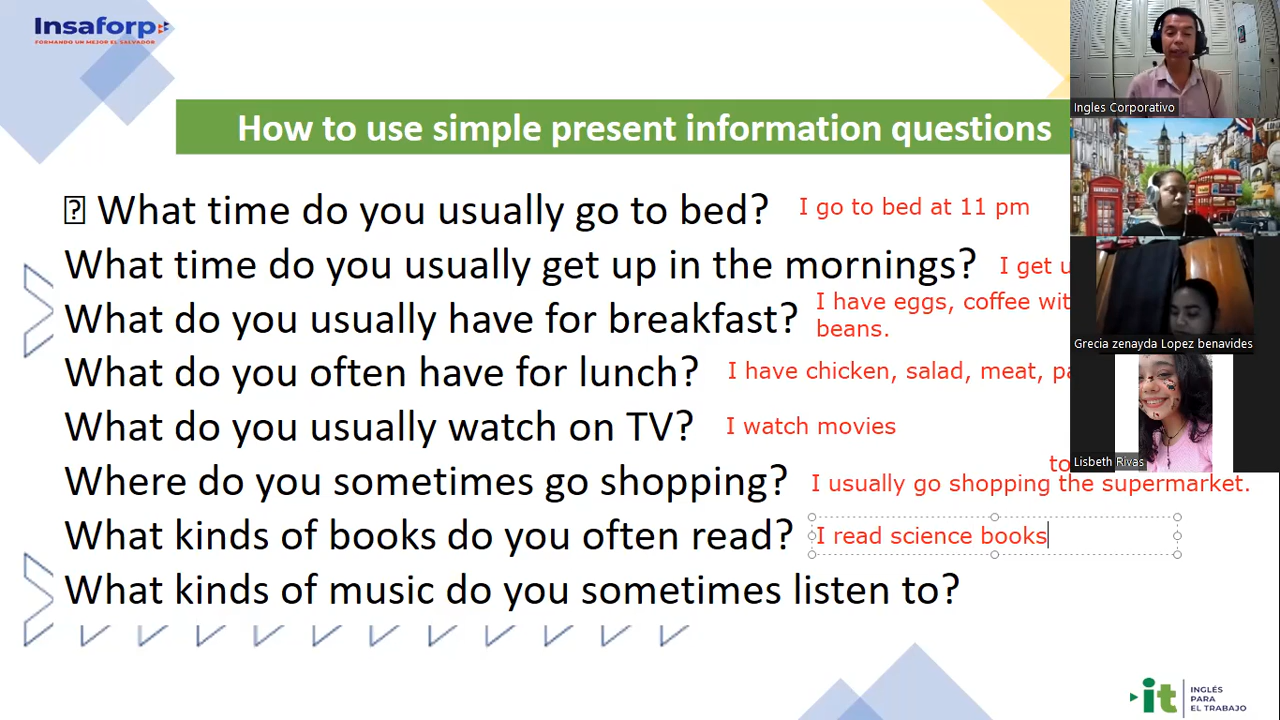 Insaforp
FORMANDO UN MEJOR EL SALVADOR
How to use simple present information questions
What time do you usually go to bed? I go to bed at 11 pm
What time do you usually get up in the mornings? I get
What do you usually have for breakfast? I have eggs, coffee
beans.
What do you often have for lunch? I have chicken, salad, meat,
What do you usually watch on TV? I watch movies
to
Where do you sometimes go shopping? I usually go shopping the supermarket.
What kinds of books do you often read? I read science books
What kinds of music do you sometimes listen to?
Ingles Corporativo
Grecia zenayda Lopez benavides
Lisbeth Rivas
it
INGLÉS
PARA
EL TRABAJO